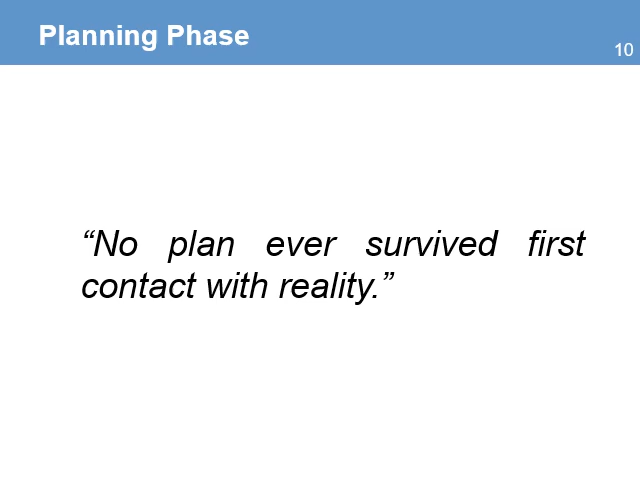 Planning Phase
10
“No plan ever survived first
contact with reality.”